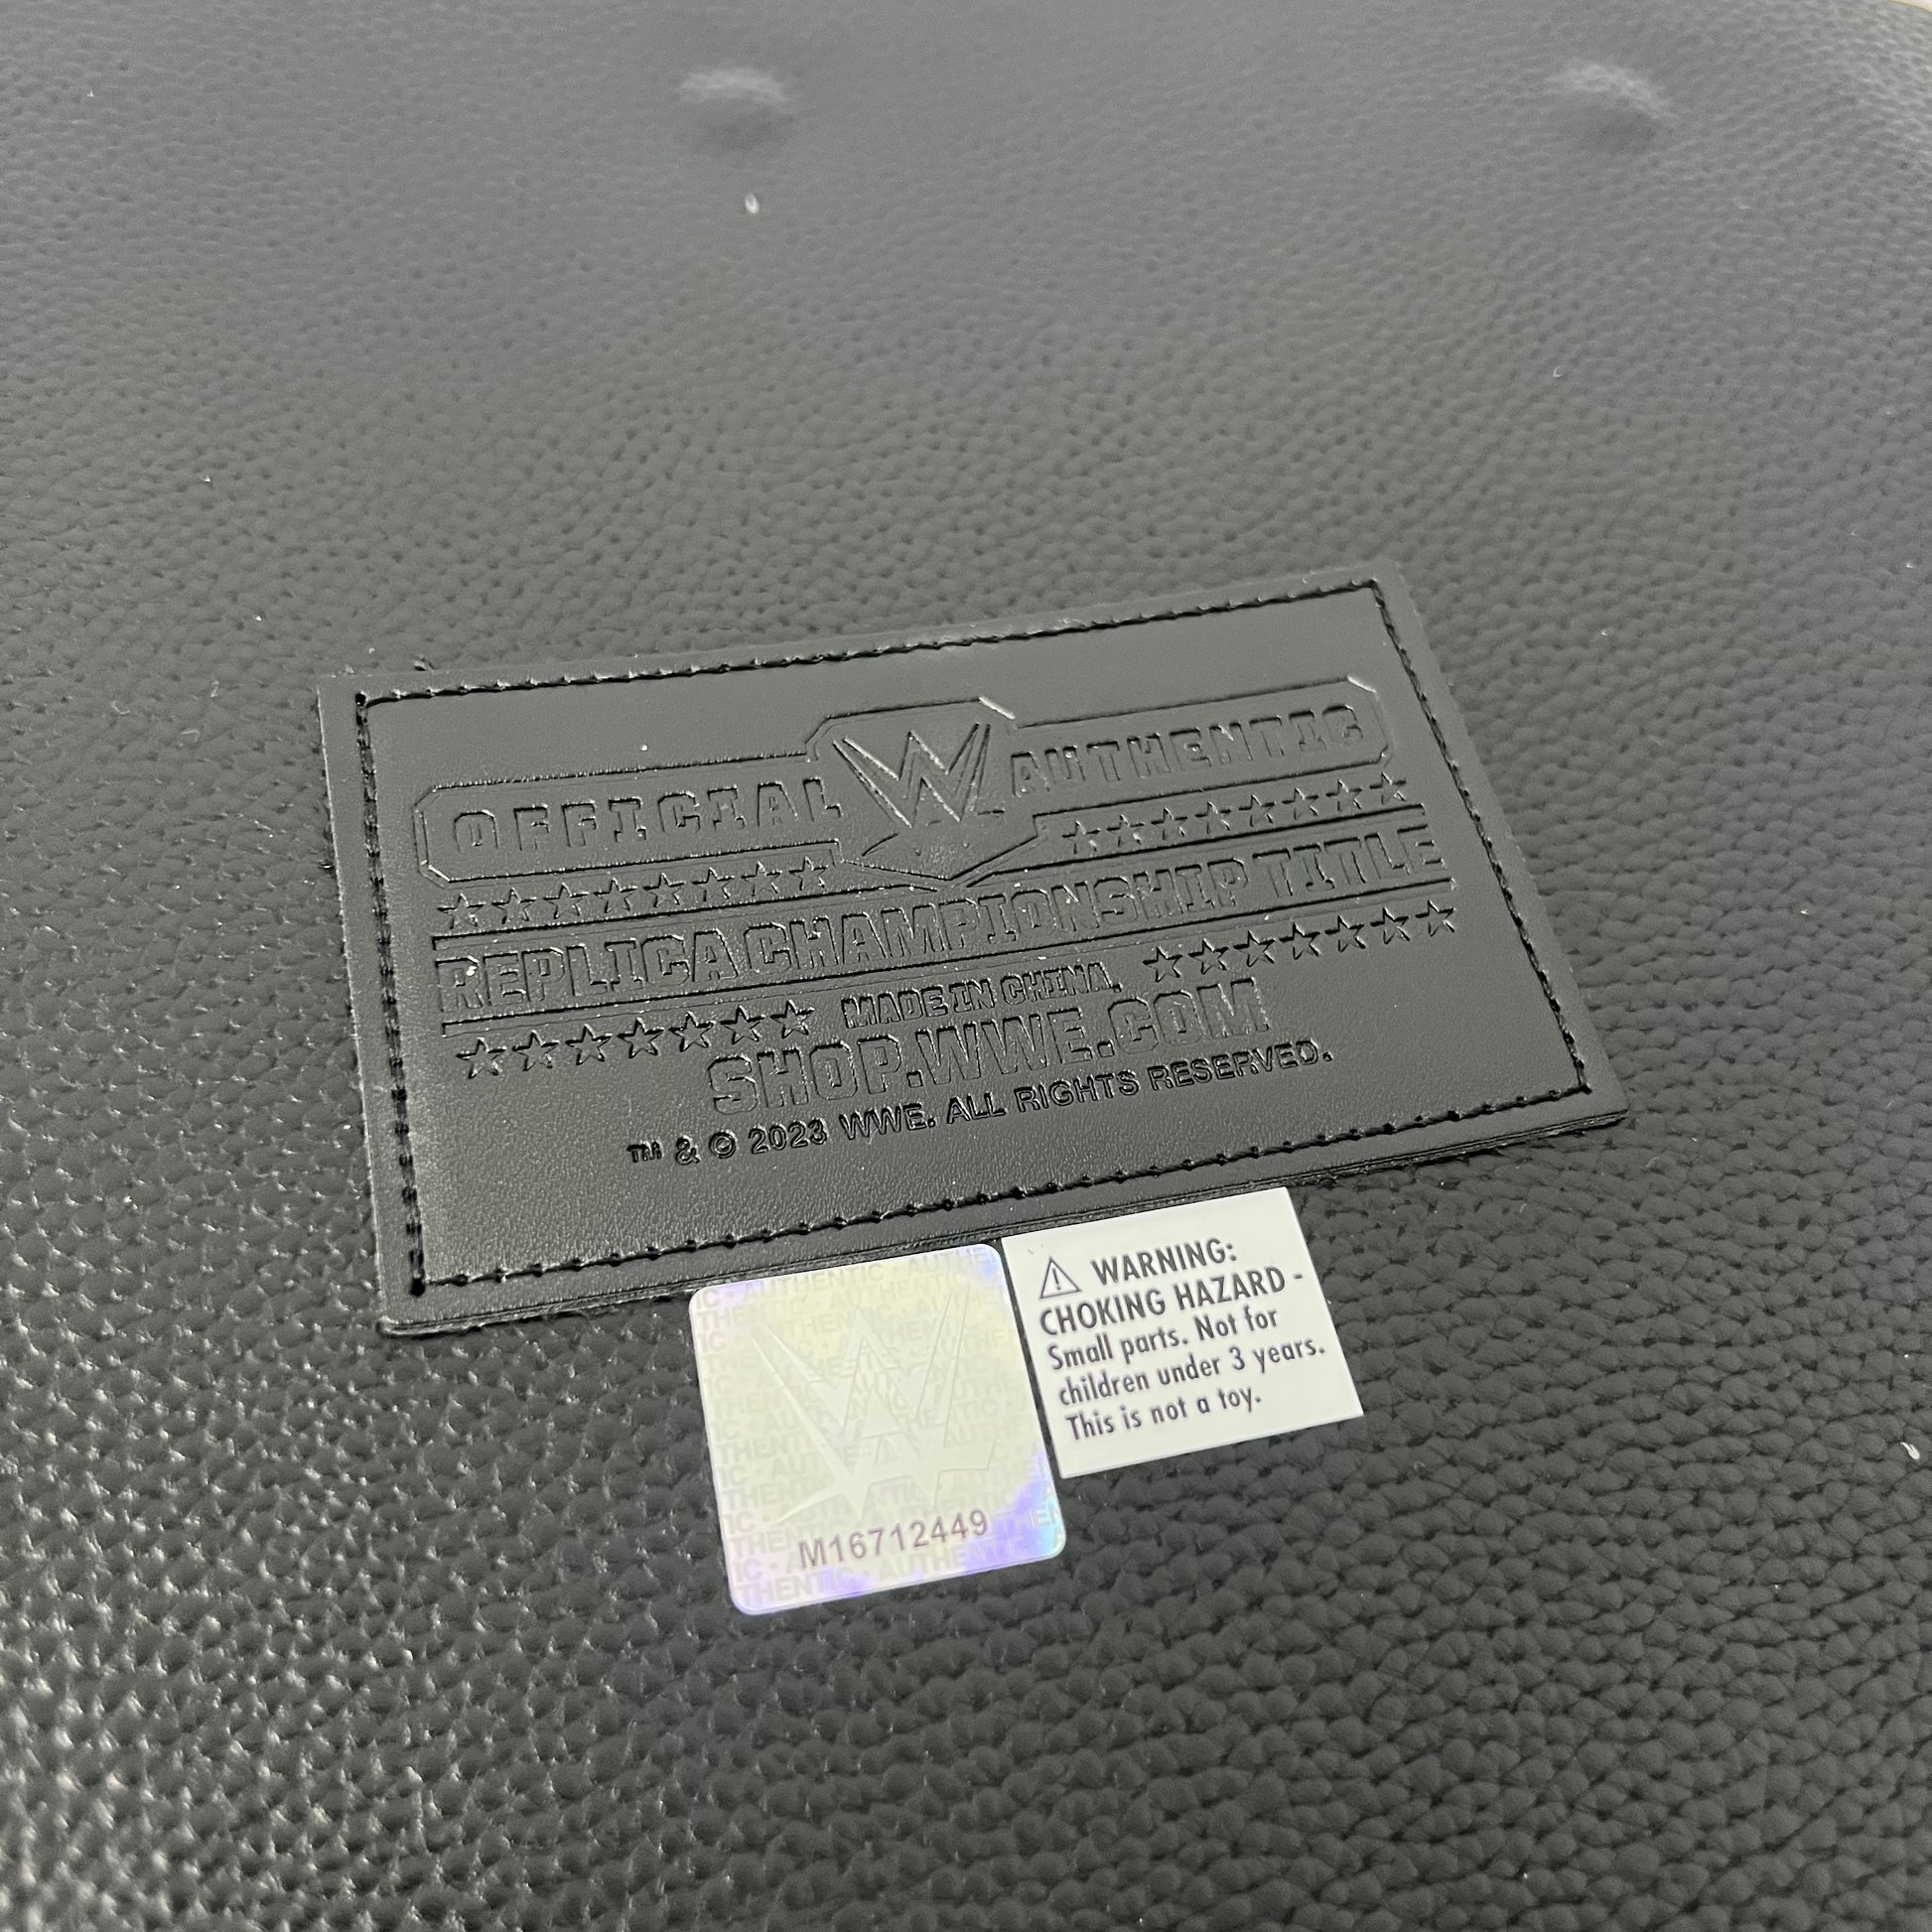 OFFICIAL W AUTHENTIC
REPLICA CHAMPIONSHIP TITLE
MADE IN CHINA.
SHOP.WWE.COM
™ & © 2023 WWE. ALL RIGHTS RESERVED.
⚠ WARNING:
CHOKING HAZARD -
Small parts. Not for
children under 3 years.
This is not a toy.
M16712449